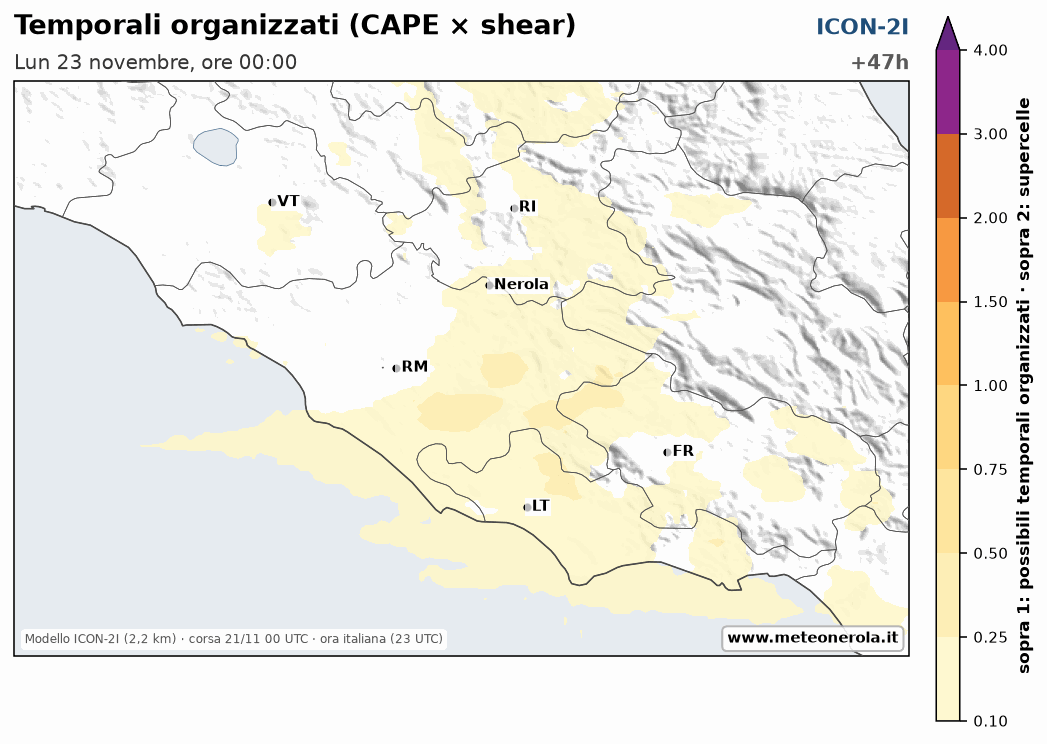 Temporali organizzati (CAPE × shear)
ICON-2I
Lun 23 novembre, ore 00:00
+47h
VT
RI
Nerola
RM
FR
LT
Modello ICON-2I (2,2 km) · corsa 21/11 00 UTC · ora italiana (23 UTC)
www.meteonerola.it
4.00
3.00
2.00
1.50
1.00
0.75
0.50
0.25
0.10
sopra 1: possibili temporali organizzati · sopra 2: supercelle